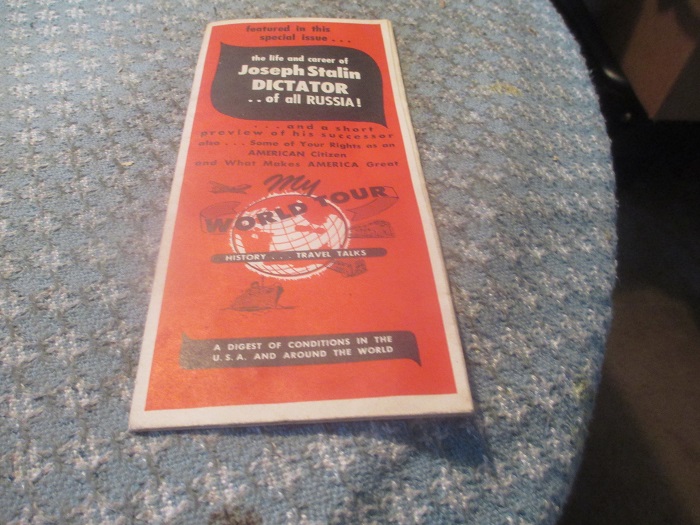 featured in this
special issue...
the life and career of
Joseph Stalin
DICTATOR
..of all RUSSIA!
...and a short
preview of his successor
also... Some of Your Rights as an
AMERICAN Citizen
and What Makes AMERICA Great
My
WORLD TOUR
HISTORY... TRAVEL TALKS
A DIGEST OF CONDITIONS IN THE
U.S.A. AND AROUND THE WORLD